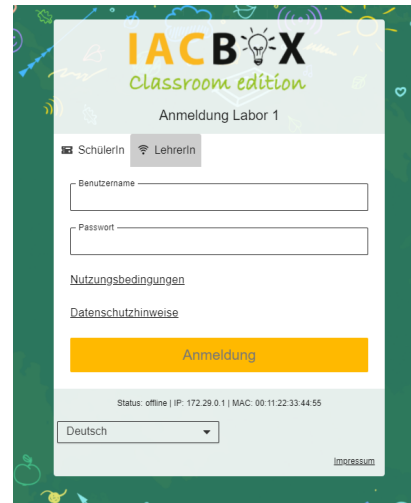 IACBOX
Classroom edition
Anmeldung Labor 1
SchülerIn LehrerIn
Benutzername
Passwort
Nutzungsbedingungen
Datenschutzhinweise
Anmeldung
Status: offline | IP: 172.29.0.1 | MAC: 00:11:22:33:44:55
Deutsch
Impressum